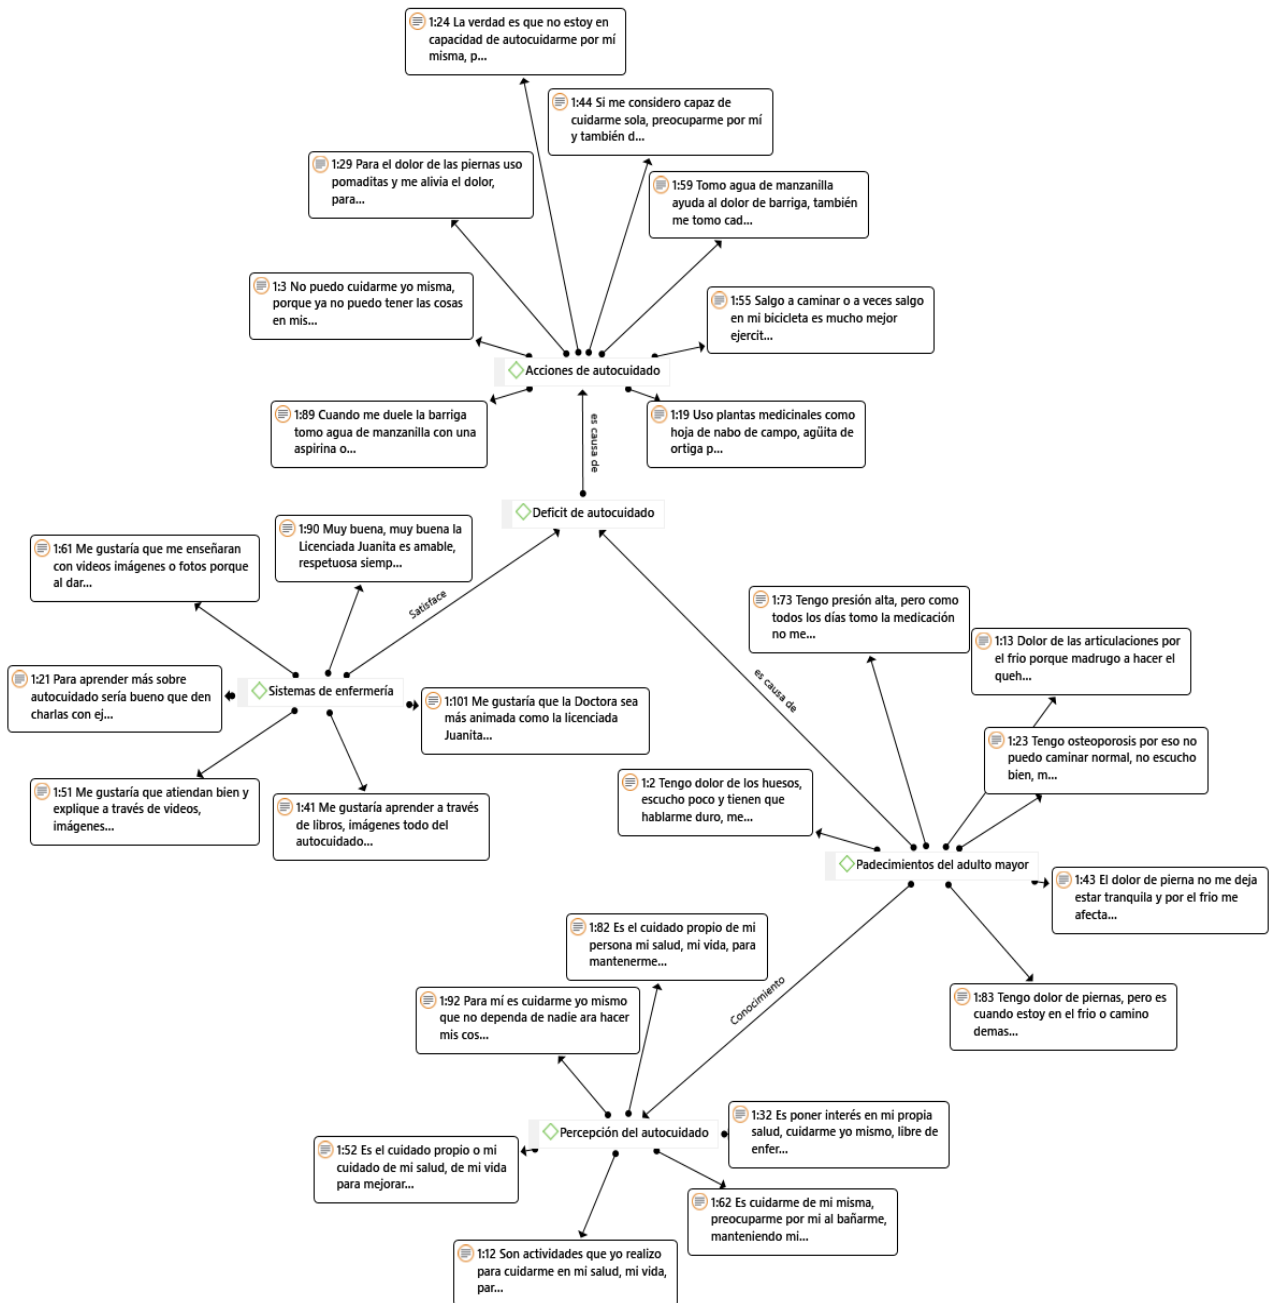 1:24 La verdad es que no estoy en
capacidad de autocuidarme por mí
misma, p...
1:44 Si me considero capaz de
cuidarme sola, preocuparme por mí
y también d...
1:29 Para el dolor de las piernas uso
pomaditas y me alivia el dolor,
para...
1:59 Tomo agua de manzanilla
ayuda al dolor de barriga, también
me tomo cad...
1:3 No puedo cuidarme yo misma,
porque ya no puedo tener las cosas
en mis...
1:55 Salgo a caminar o a veces salgo
en mi bicicleta es mucho mejor
ejercit...
Acciones de autocuidado
1:89 Cuando me duele la barriga
tomo agua de manzanilla con una
aspirina o...
es causa de
1:19 Uso plantas medicinales como
hoja de nabo de campo, agüita de
ortiga p...
Deficit de autocuidado
1:90 Muy buena, muy buena la
Licenciada Juanita es amable,
respetuosa siemp...
1:61 Me gustaría que me enseñaran
con videos imágenes o fotos porque
al dar...
Satisface
1:73 Tengo presión alta, pero como
todos los días tomo la medicación
no me...
1:13 Dolor de las articulaciones por
el frio porque madrugo a hacer el
queh...
1:21 Para aprender más sobre
autocuidado sería bueno que den
charlas con ej...
Sistemas de enfermería
1:101 Me gustaría que la Doctora sea
más animada como la licenciada
Juanita...
es causa de
1:23 Tengo osteoporosis por eso no
puedo caminar normal, no escucho
bien, m...
1:51 Me gustaría que atiendan bien y
explique a través de videos,
imágenes...
1:41 Me gustaría aprender a través
de libros, imágenes todo del
autocuidado...
1:2 Tengo dolor de los huesos,
escucho poco y tienen que
hablarme duro, me...
Padecimientos del adulto mayor
1:43 El dolor de pierna no me deja
estar tranquila y por el frio me
afecta...
1:82 Es el cuidado propio de mi
persona mi salud, mi vida, para
mantenerme...
1:92 Para mí es cuidarme yo mismo
que no dependa de nadie ara hacer
mis cos...
Conocimiento
1:83 Tengo dolor de piernas, pero es
cuando estoy en el frio o camino
demas...
Percepción del autocuidado
1:32 Es poner interés en mi propia
salud, cuidarme yo mismo, libre de
enfer...
1:52 Es el cuidado propio o mi
cuidado de mi salud, de mi vida
para mejorar...
1:62 Es cuidarme de mi misma,
preocuparme por mi al bañarme,
manteniendo mi...
1:12 Son actividades que yo realizo
para cuidarme en mi salud, mi vida,
par...